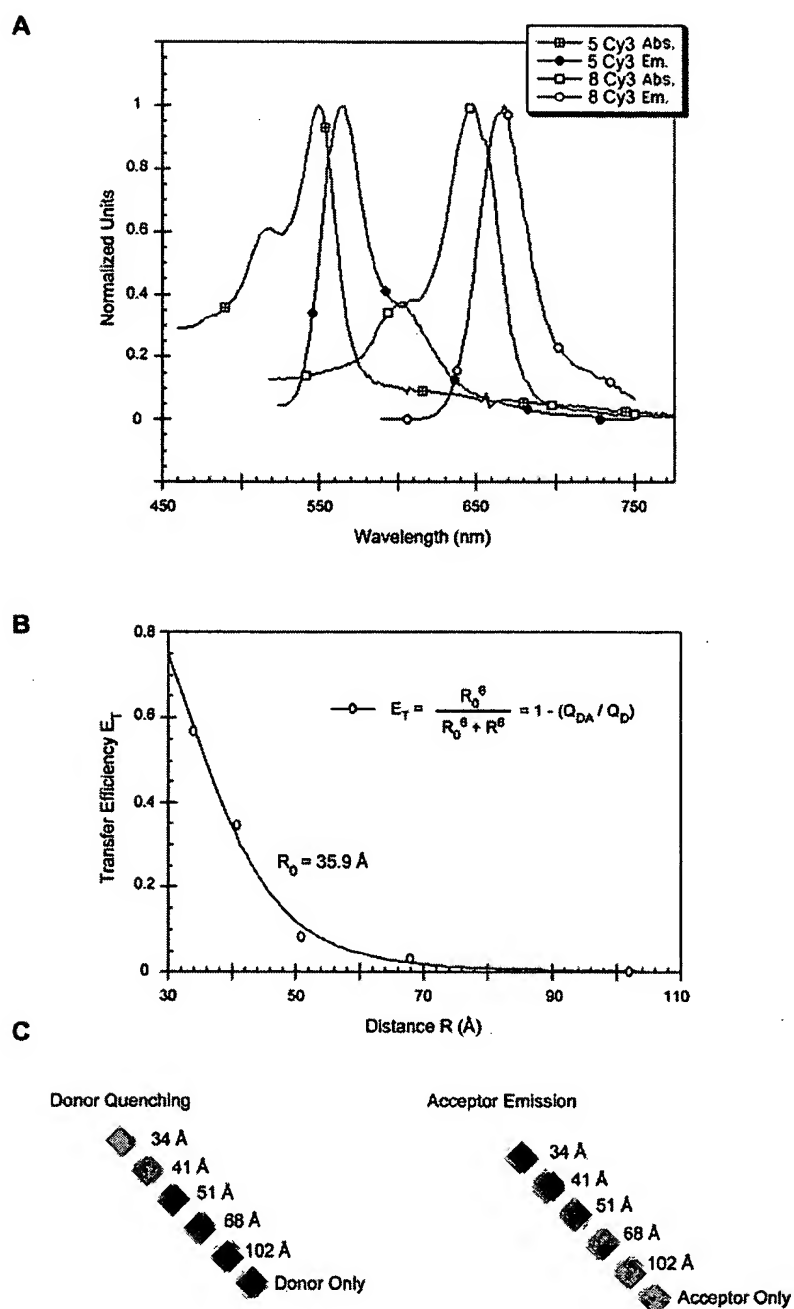 A
5 Cy3 Abs.
5 Cy3 Em.
8 Cy3 Abs,
8 Cy3 Em.
1
0.8
0.6
0.4
0.2
0
Normalized Units
450
550
650
750
Wavelength (nm)
B
0.8
0.6
0.4
0.2
0
Transfer Efficiency E_T
E_T = R_0^6 / (R_0^6 + R^6) = 1 - (Q_DA / Q_D)
R_0 = 35.9 Å
30
50
70
90
110
Distance R (Å)
C
Donor Quenching
34 Å
41 Å
51 Å
68 Å
102 Å
Donor Only
Acceptor Emission
34 Å
41 Å
51 Å
68 Å
102 Å
Acceptor Only